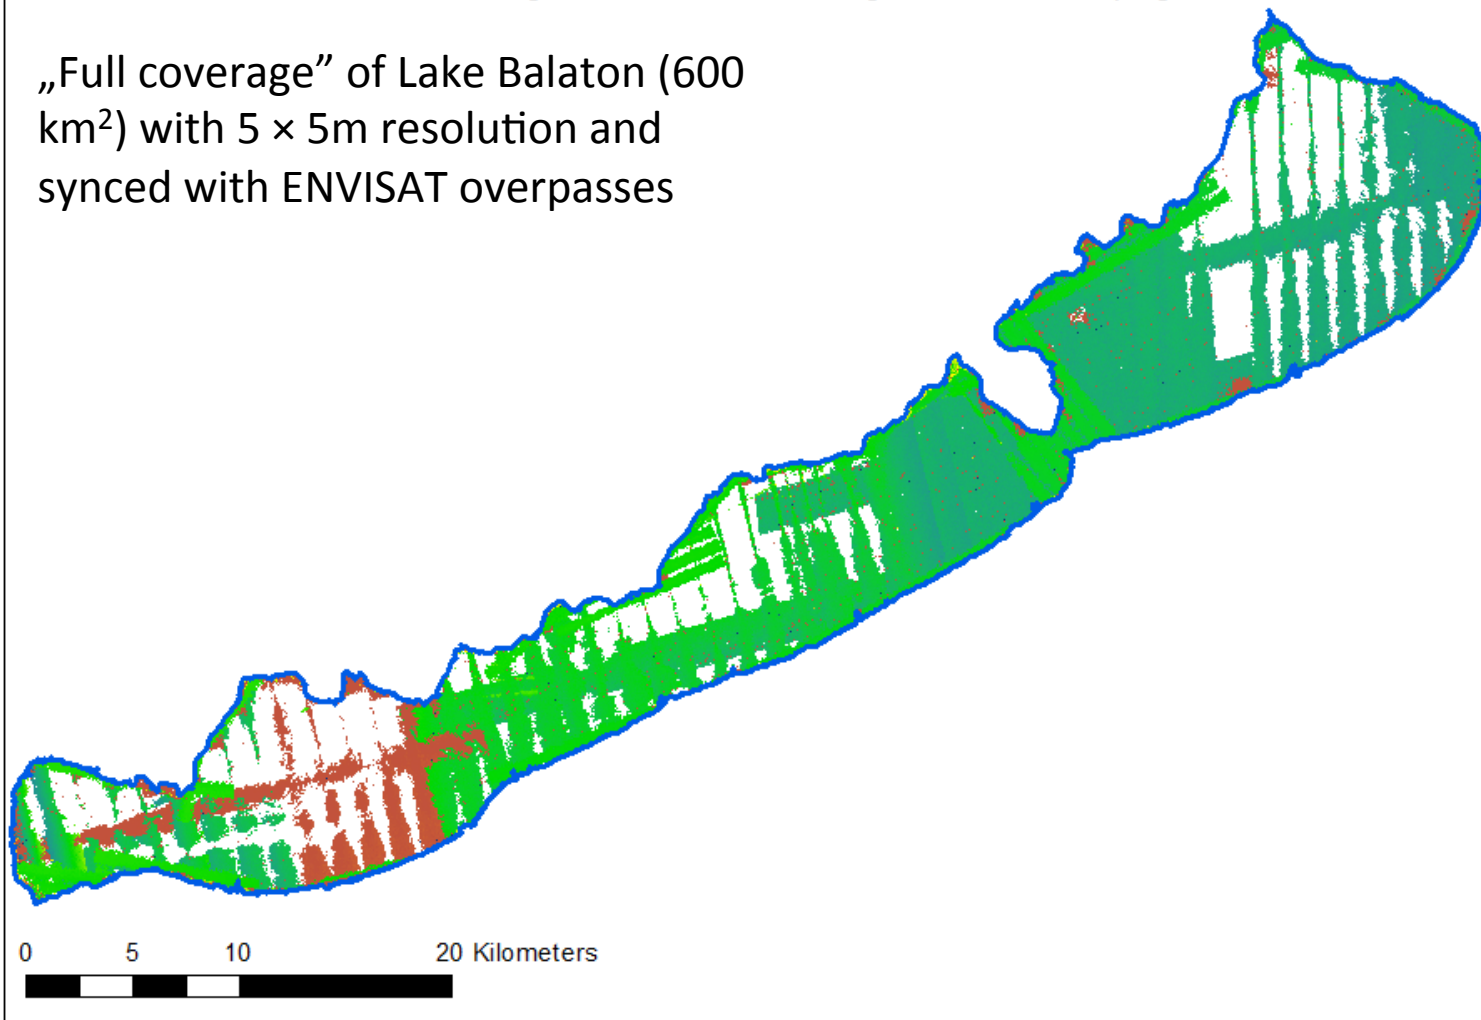 „Full coverage” of Lake Balaton (600
km²) with 5 × 5m resolution and
synced with ENVISAT overpasses
0 5 10 20 Kilometers